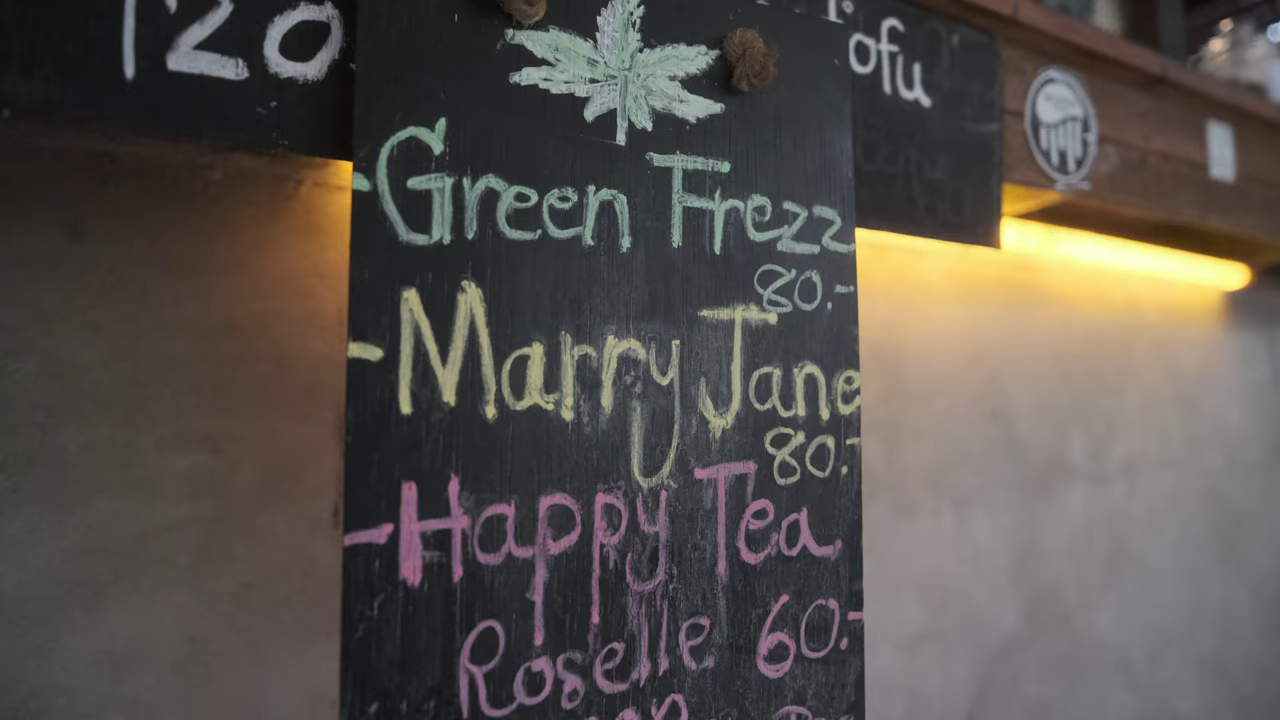 120
ofu
- Green Frezz
80.-
- Marry Jane
80.-
- Happy Tea
Roselle 60.-